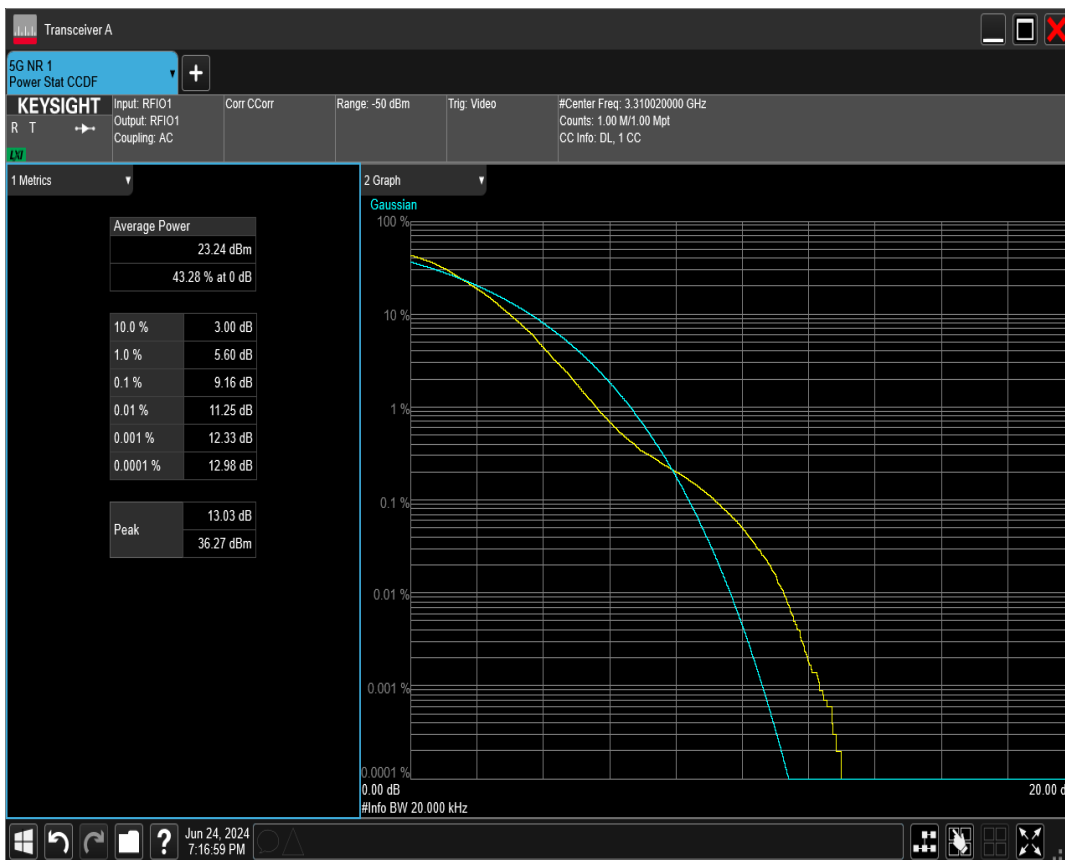 Transceiver A
5G NR 1
Power Stat CCDF
KEYSIGHT
R T
LXI
Input: RFIO1
Output: RFIO1
Coupling: AC
Corr CCorr
Range: -50 dBm
Trig: Video
#Center Freq: 3.310020000 GHz
Counts: 1.00 M/1.00 Mpt
CC Info: DL, 1 CC
1 Metrics
Average Power
23.24 dBm
43.28 % at 0 dB
10.0 % 3.00 dB
1.0 % 5.60 dB
0.1 % 9.16 dB
0.01 % 11.25 dB
0.001 % 12.33 dB
0.0001 % 12.98 dB
Peak
13.03 dB
36.27 dBm
2 Graph
Gaussian
100 %
10 %
1 %
0.1 %
0.01 %
0.001 %
0.0001 %
0.00 dB
20.00 d
#Info BW 20.000 kHz
?
Jun 24, 2024
7:16:59 PM